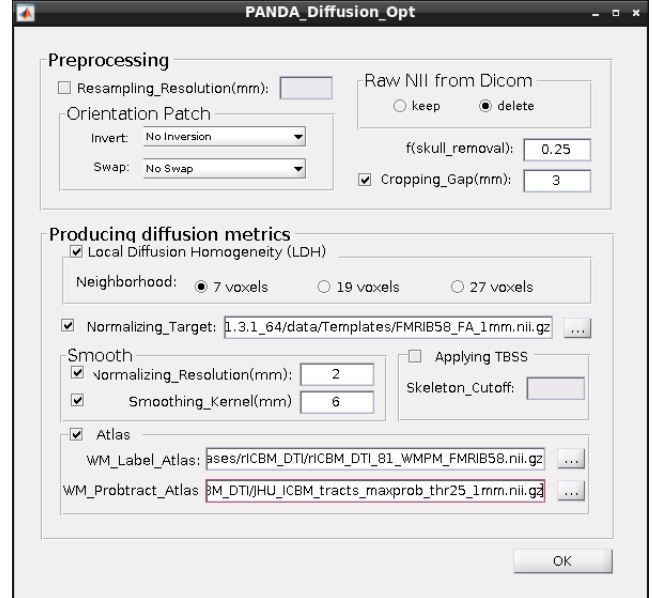 PANDA_Diffusion_Opt
Preprocessing
Resampling_Resolution(mm):
Raw NII from Dicom
keep delete
Orientation Patch
Invert: No Inversion
Swap: No Swap
f(skull_removal): 0.25
Cropping_Gap(mm): 3
Producing diffusion metrics
Local Diffusion Homogeneity (LDH)
Neighborhood: 7 voxels 19 voxels 27 voxels
Normalizing_Target: 1.3.1_64/data/Templates/FMRIB58_FA_1mm.nii.gz ...
Smooth
Normalizing_Resolution(mm): 2
Smoothing_Kernel(mm) 6
Applying TBSS
Skeleton_Cutoff:
Atlas
WM_Label_Atlas: ases/rICBM_DTI/rICBM_DTI_81_WMPM_FMRIB58.nii.gz ...
WM_Probtract_Atlas BM_DTI/JHU_ICBM_tracts_maxprob_thr25_1mm.nii.gz ...
OK